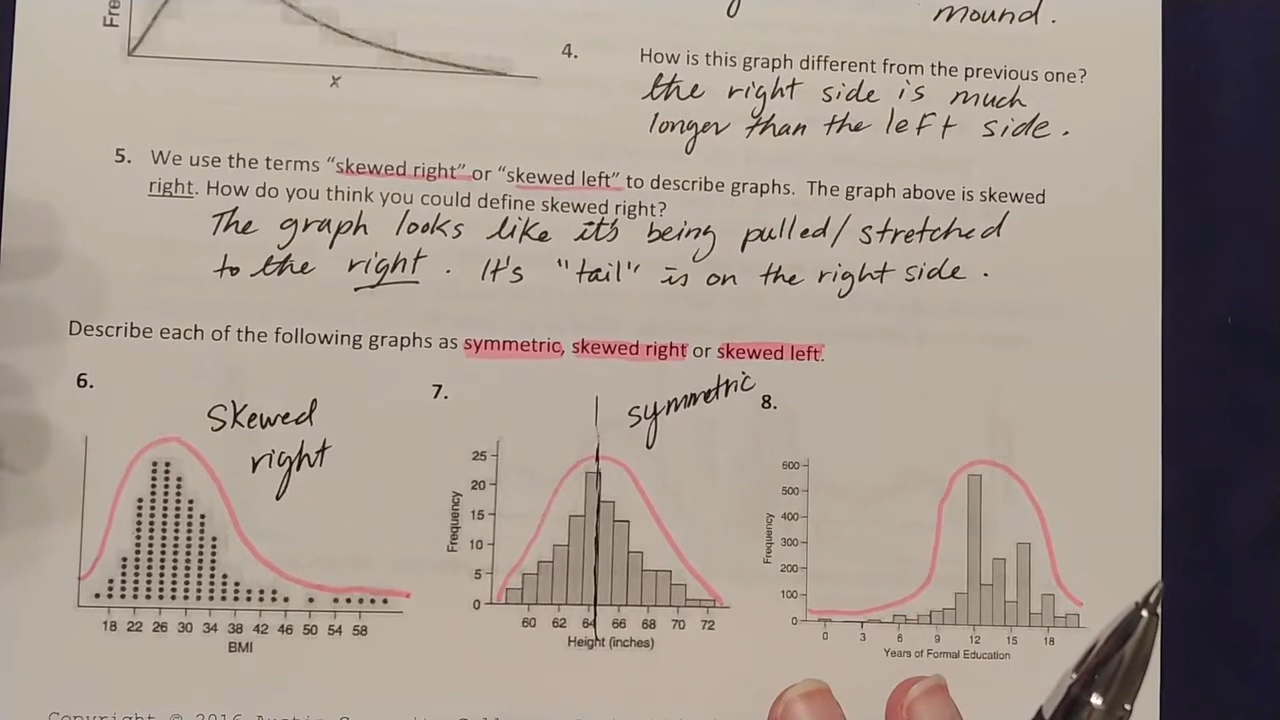 Fre
x
mound.
4. How is this graph different from the previous one?
the right side is much
longer than the left side.
5. We use the terms “skewed right” or “skewed left” to describe graphs. The graph above is skewed
right. How do you think you could define skewed right?
The graph looks like it's being pulled/stretched
to the right. It's "tail" is on the right side.
Describe each of the following graphs as symmetric, skewed right or skewed left.
6.
Skewed
right
18 22 26 30 34 38 42 46 50 54 58
BMI
7.
symmetric
25
20
15
10
5
0
Frequency
60 62 64 66 68 70 72
Height (inches)
8.
600
500
400
300
200
100
0
Frequency
0 3 6 9 12 15 18
Years of Formal Education
Copyright © 2016 Austin